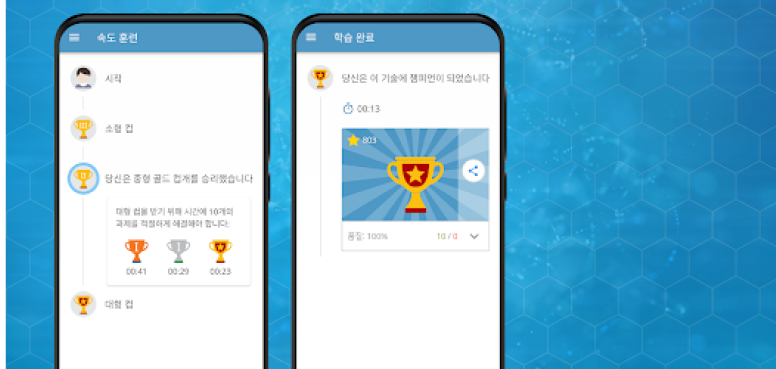 속도 훈련
시작
소형 컵
당신은 중형 골드 컵개를 승리했습니다
대형 컵을 받기 위해 시간에 10개의
과제를 적절하게 해결해야 합니다:
00:41 00:29 00:23
대형 컵
학습 완료
당신은 이 기술에 챔피언이 되었습니다
00:13
803
품질: 100% 10 / 0